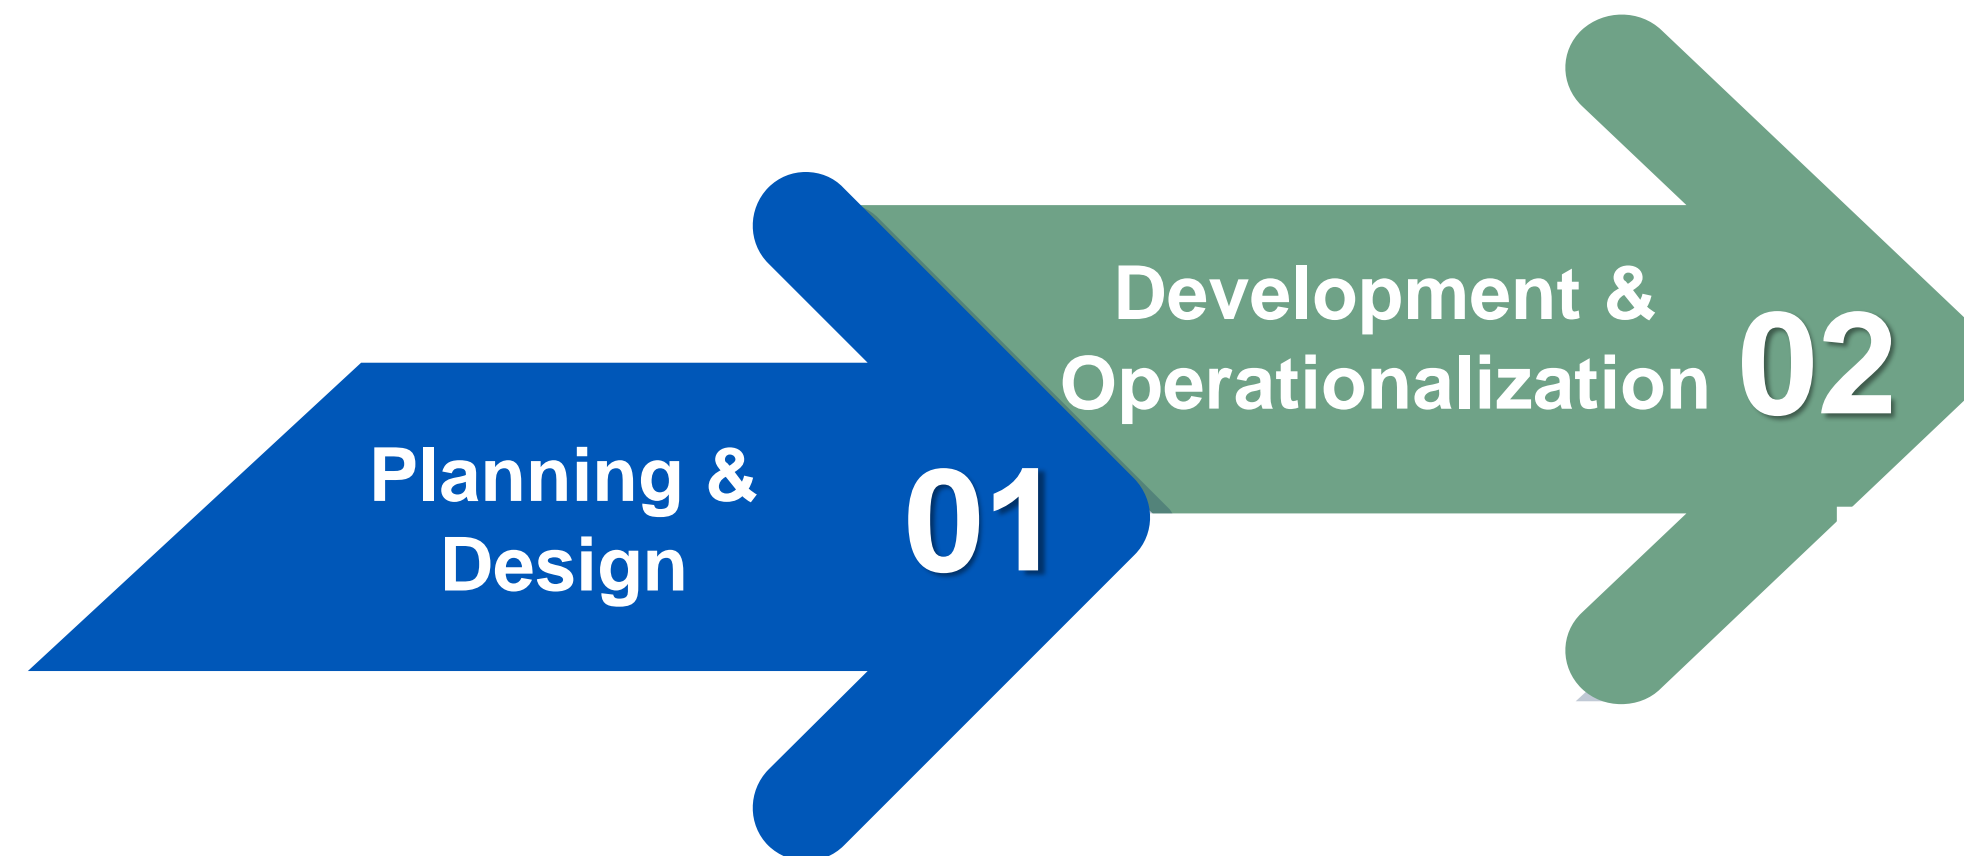 Planning &
Design
01
Development &
Operationalization
02